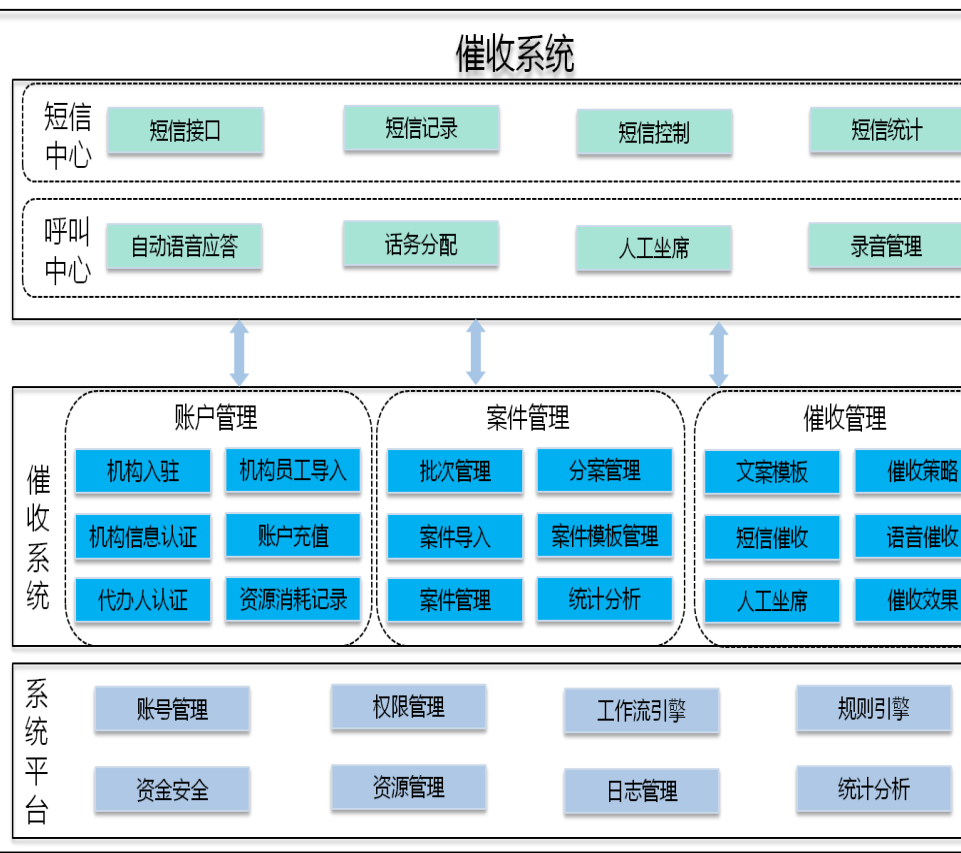 催收系统
短信中心
短信接口
短信记录
短信控制
短信统计
呼叫中心
自动语音应答
话务分配
人工坐席
录音管理
催收系统
账户管理
机构入驻
机构员工导入
机构信息认证
账户充值
代办人认证
资源消耗记录
案件管理
批次管理
分案管理
案件导入
案件模板管理
案件管理
统计分析
催收管理
文案模板
催收策略
短信催收
语音催收
人工坐席
催收效果
系统平台
账号管理
权限管理
工作流引擎
规则引擎
资金安全
资源管理
日志管理
统计分析